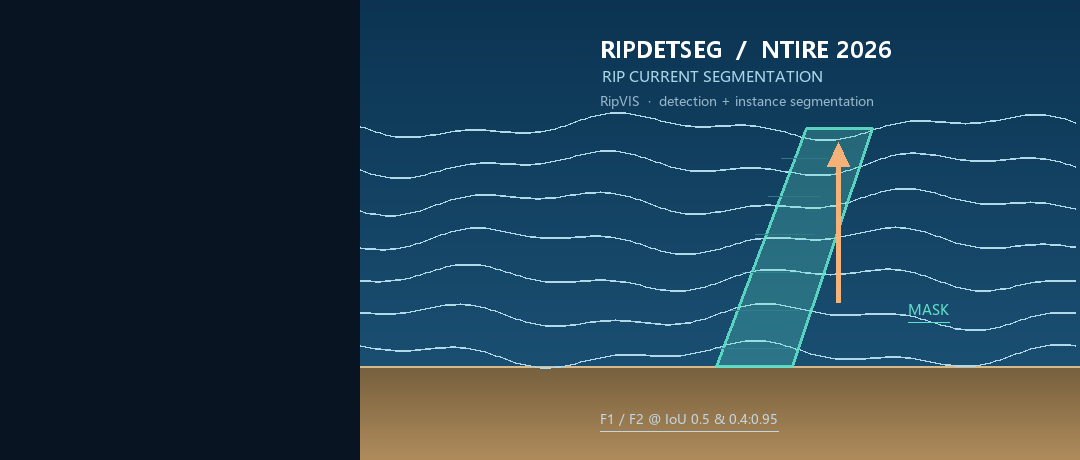 RIPDETSEG / NTIRE 2026
RIP CURRENT SEGMENTATION
RipVIS · detection + instance segmentation
MASK
F1 / F2 @ IoU 0.5 & 0.4:0.95